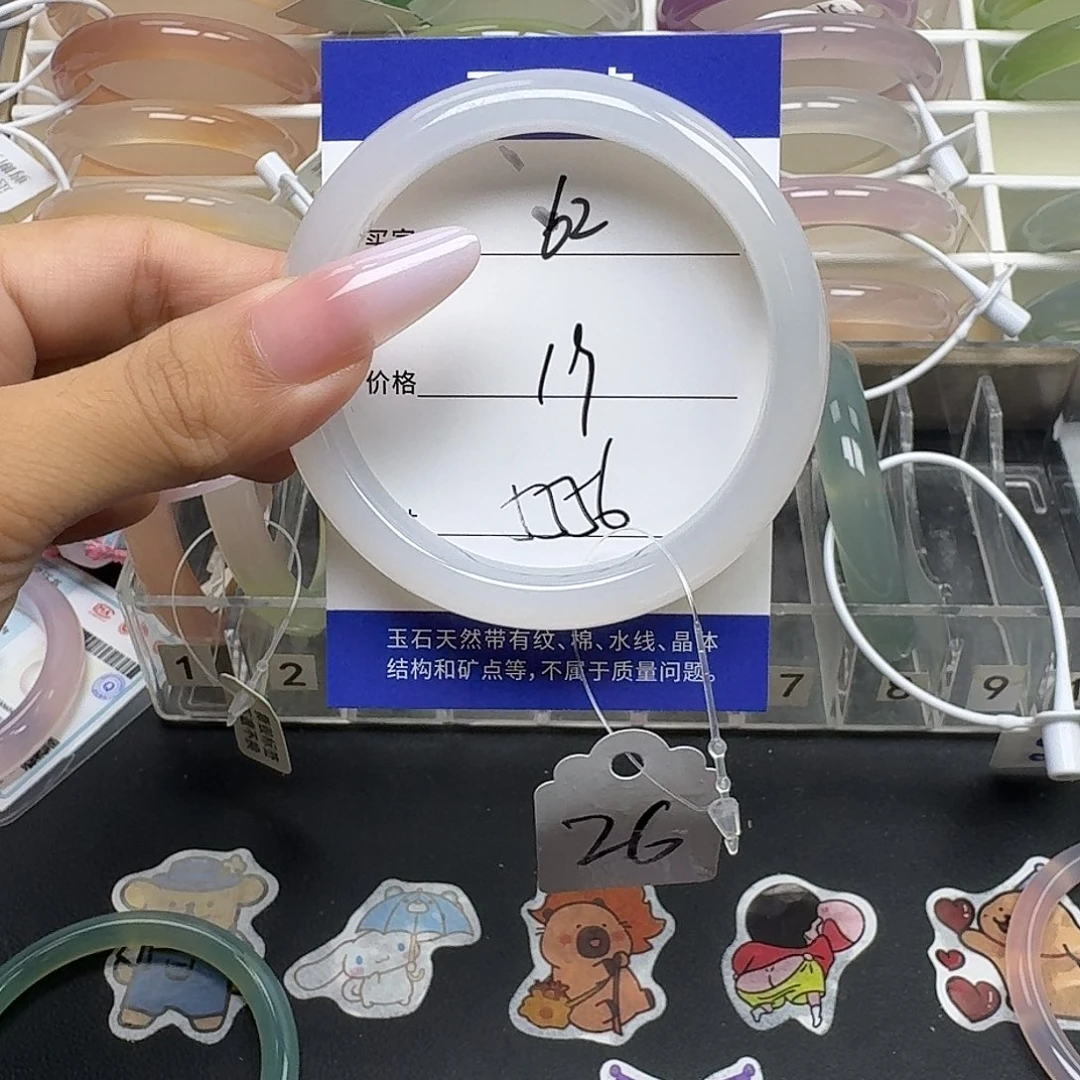 62
价格 17
玉石天然带有纹、棉、水线、晶体
结构和矿点等,不属于质量问题。
1 2 7 8 9
26